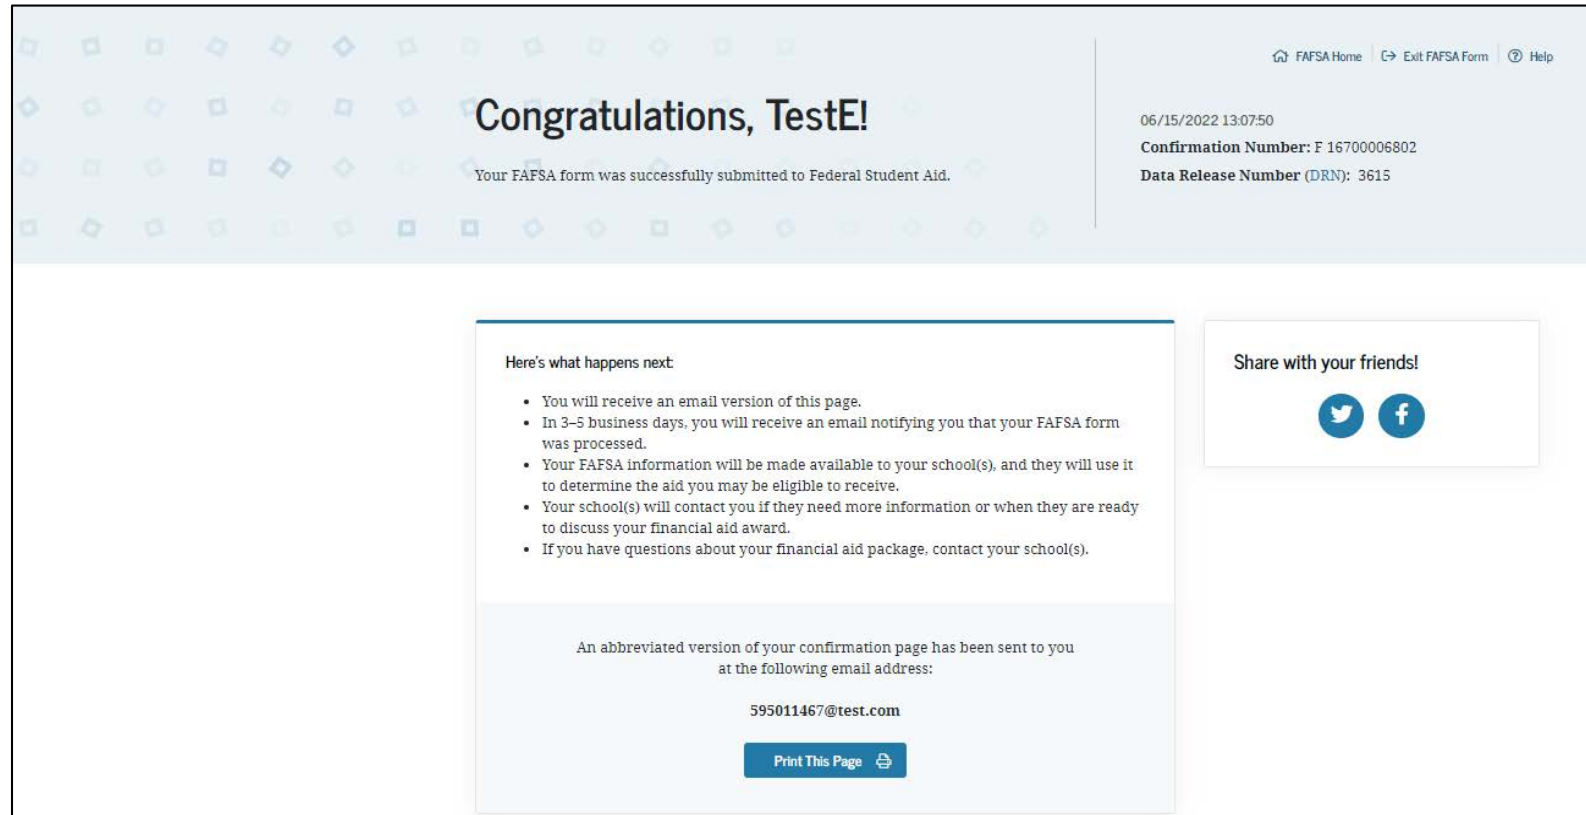 FAFSA Home Exit FAFSA Form Help
Congratulations, TestE!
Your FAFSA form was successfully submitted to Federal Student Aid.
06/15/2022 13:07:50
Confirmation Number: F 16700006802
Data Release Number (DRN): 3615
Here's what happens next:
• You will receive an email version of this page.
• In 3–5 business days, you will receive an email notifying you that your FAFSA form
was processed.
• Your FAFSA information will be made available to your school(s), and they will use it
to determine the aid you may be eligible to receive.
• Your school(s) will contact you if they need more information or when they are ready
to discuss your financial aid award.
• If you have questions about your financial aid package, contact your school(s).
An abbreviated version of your confirmation page has been sent to you
at the following email address:
595011467@test.com
Print This Page
Share with your friends!